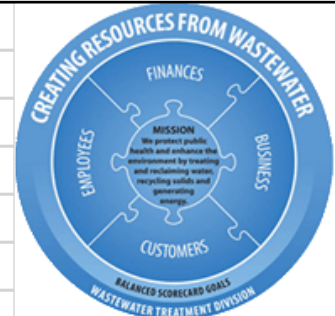 CREATING RESOURCES FROM WASTEWATER
FINANCES
EMPLOYEES
MISSION
We protect public
health and enhance the
environment by treating
and reclaiming water,
recycling solids and
generating
energy.
BUSINESS
CUSTOMERS
BALANCED SCORECARD GOALS
WASTEWATER TREATMENT DIVISION